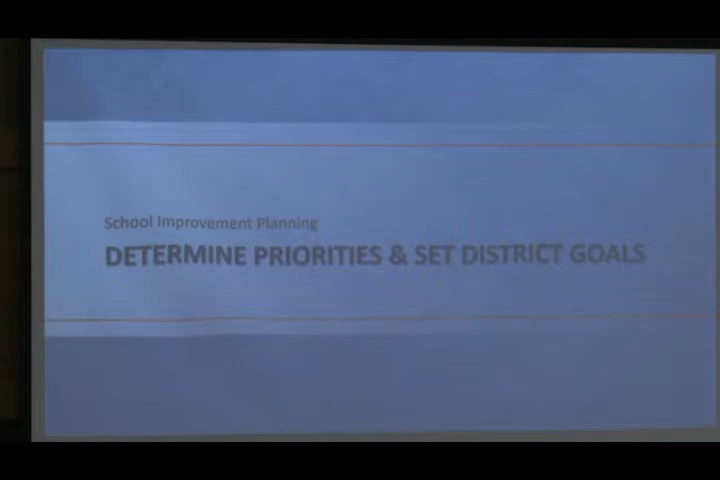 School Improvement Planning
DETERMINE PRIORITIES & SET DISTRICT GOALS